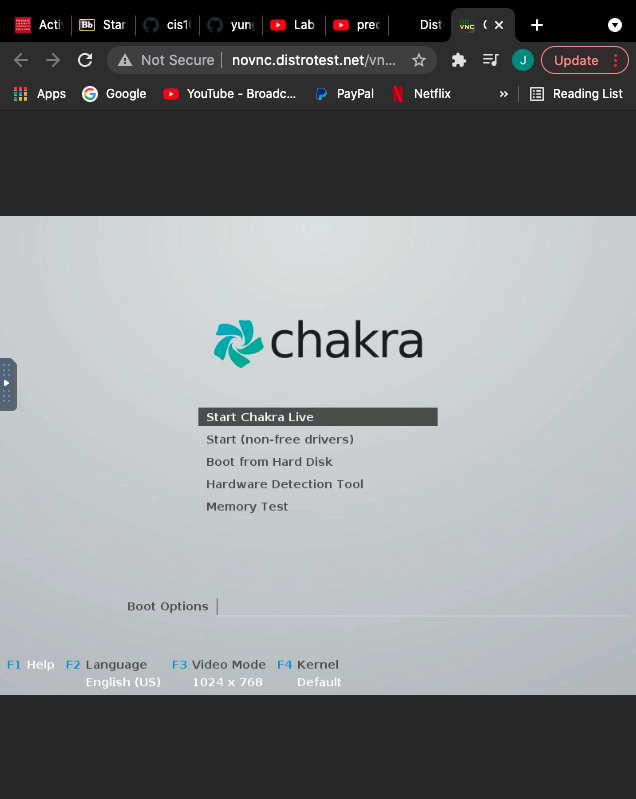 Acti Bb Star cis1 yung Lab prec Dist. noVNC
Not Secure novnc.distrotest.net/vn... J Update
Apps Google YouTube - Broadc... PayPal Netflix » Reading List
chakra
Start Chakra Live
Start (non-free drivers)
Boot from Hard Disk
Hardware Detection Tool
Memory Test
Boot Options
F1 Help F2 Language F3 Video Mode F4 Kernel
English (US) 1024 x 768 Default